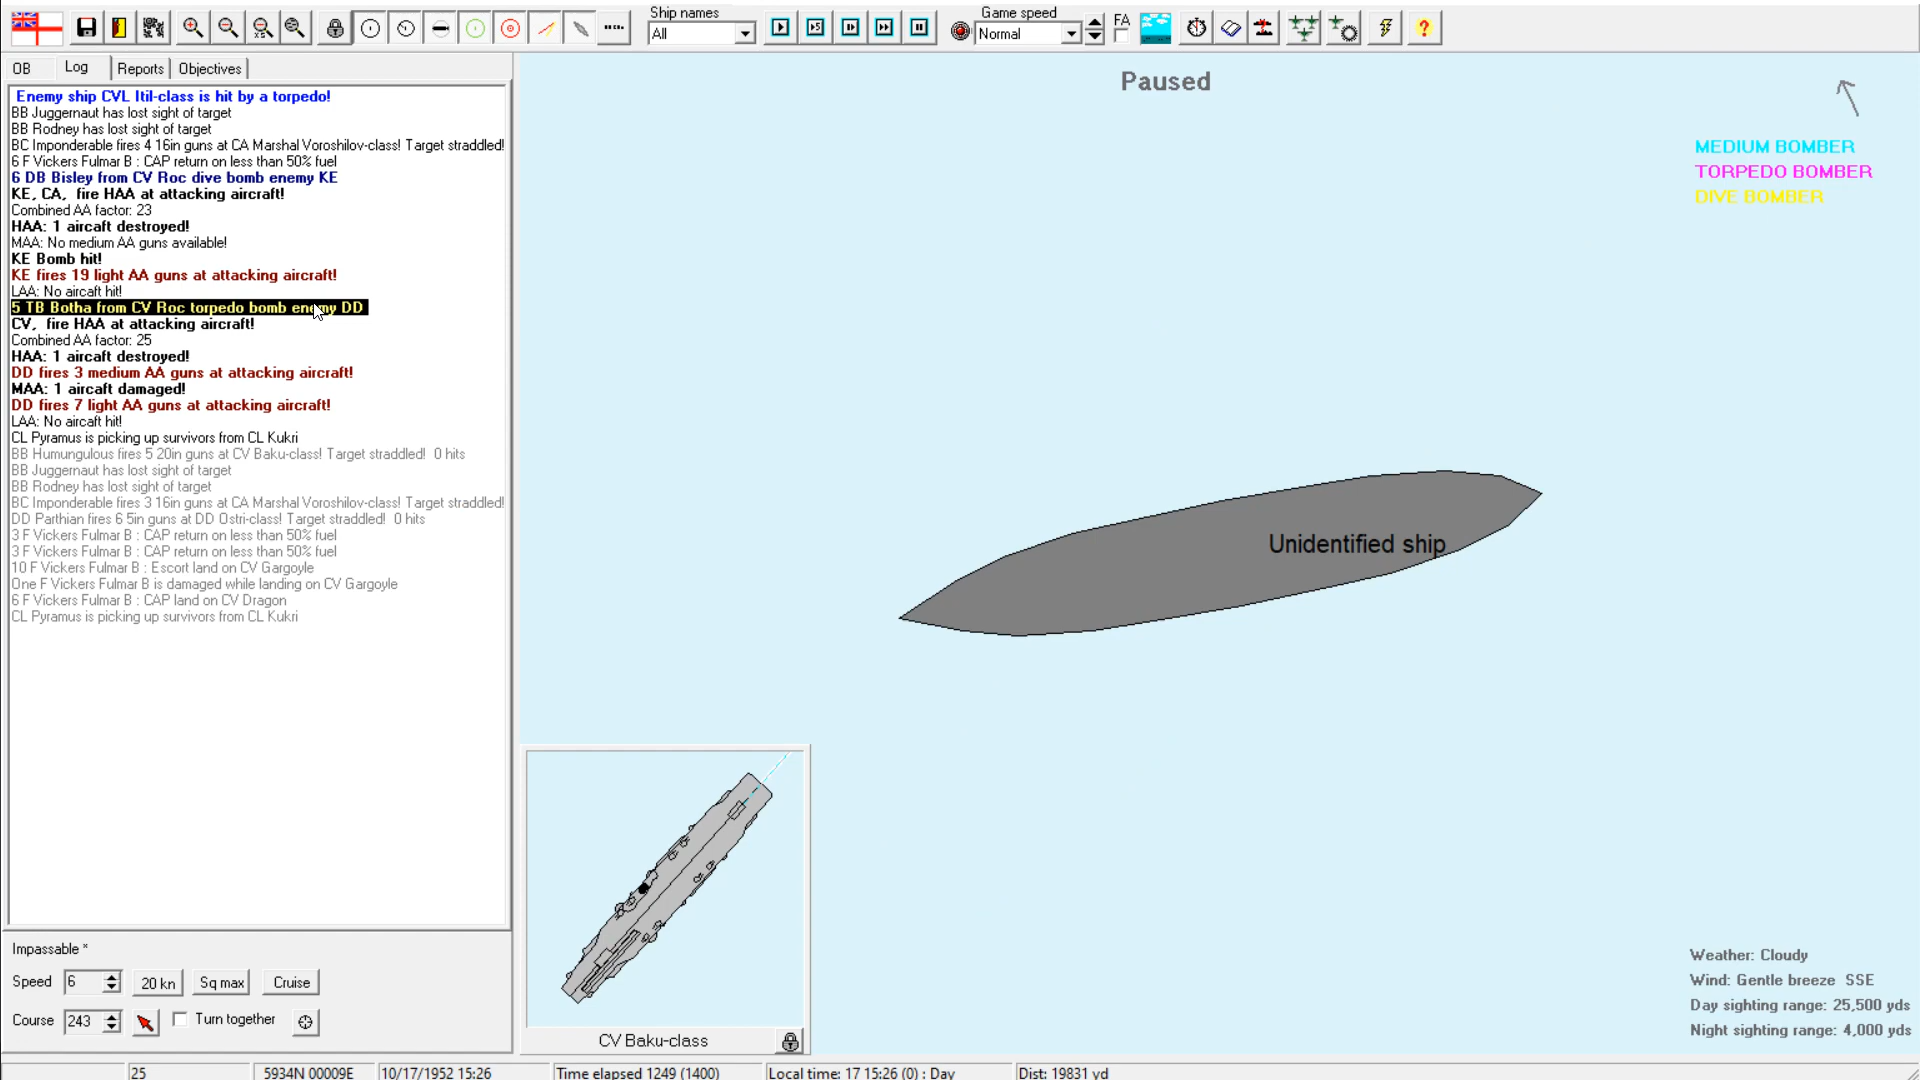 Ship names
All
Game speed
Normal
FA
OB
Log
Reports
Objectives
Enemy ship CVL Itil-class is hit by a torpedo!
BB Juggernaut has lost sight of target
BB Rodney has lost sight of target
BC Imponderable fires 4 16in guns at CA Marshal Voroshilov-class! Target straddled!
6 F Vickers Fulmar B : CAP return on less than 50% fuel
6 DB Bisley from CV Roc dive bomb enemy KE
KE, CA,  fire HAA at attacking aircraft!
Combined AA factor: 23
HAA: 1 aircaft destroyed!
MAA: No medium AA guns available!
KE Bomb hit!
KE fires 19 light AA guns at attacking aircraft!
LAA: No aircaft hit!
5 TB Botha from CV Roc torpedo bomb enemy DD
CV,  fire HAA at attacking aircraft!
Combined AA factor: 25
HAA: 1 aircaft destroyed!
DD fires 3 medium AA guns at attacking aircraft!
MAA: 1 aircaft damaged!
DD fires 7 light AA guns at attacking aircraft!
LAA: No aircaft hit!
CL Pyramus is picking up survivors from CL Kukri
BB Humungulous fires 5 20in guns at CV Baku-class! Target straddled!  0 hits
BB Juggernaut has lost sight of target
BB Rodney has lost sight of target
BC Imponderable fires 3 16in guns at CA Marshal Voroshilov-class! Target straddled!
DD Parthian fires 6 5in guns at DD Ostri-class! Target straddled!  0 hits
3 F Vickers Fulmar B : CAP return on less than 50% fuel
3 F Vickers Fulmar B : CAP return on less than 50% fuel
10 F Vickers Fulmar B : Escort land on CV Gargoyle
One F Vickers Fulmar B is damaged while landing on CV Gargoyle
6 F Vickers Fulmar B : CAP land on CV Dragon
CL Pyramus is picking up survivors from CL Kukri
Paused
MEDIUM BOMBER
TORPEDO BOMBER
DIVE BOMBER
Unidentified ship
CV Baku-class
Weather: Cloudy
Wind: Gentle breeze  SSE
Day sighting range: 25,500 yds
Night sighting range: 4,000 yds
Impassable *
Speed 6 20 kn Sq max Cruise
Course 243 Turn together
25 5934N 00009E 10/17/1952 15:26 Time elapsed 1249 (1400) Local time: 17 15:26 (0) : Day Dist: 19831 yd